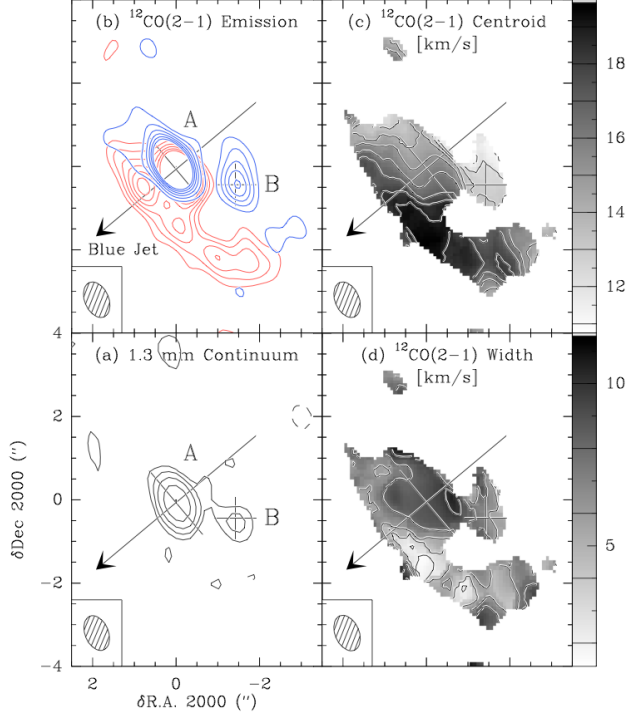 (b) ¹²CO(2−1) Emission
A
B
Blue Jet
(c) ¹²CO(2−1) Centroid
[km/s]
18
16
14
12
(a) 1.3 mm Continuum
A
B
4
2
0
−2
−4
δDec 2000 (")
2 0 −2
δR.A. 2000 (")
(d) ¹²CO(2−1) Width
[km/s]
10
5